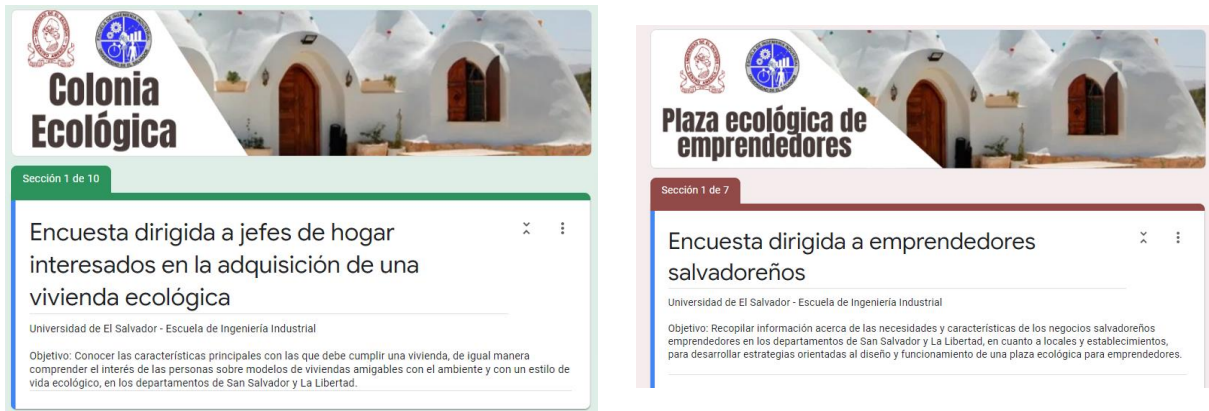 Colonia
Ecológica
Sección 1 de 10
Encuesta dirigida a jefes de hogar
interesados en la adquisición de una
vivienda ecológica
Universidad de El Salvador - Escuela de Ingeniería Industrial
Objetivo: Conocer las características principales con las que debe cumplir una vivienda, de igual manera
comprender el interés de las personas sobre modelos de viviendas amigables con el ambiente y con un estilo de
vida ecológico, en los departamentos de San Salvador y La Libertad.
Plaza ecológica de
emprendedores
Sección 1 de 7
Encuesta dirigida a emprendedores
salvadoreños
Universidad de El Salvador - Escuela de Ingeniería Industrial
Objetivo: Recopilar información acerca de las necesidades y características de los negocios salvadoreños
emprendedores en los departamentos de San Salvador y La Libertad, en cuanto a locales y establecimientos,
para desarrollar estrategias orientadas al diseño y funcionamiento de una plaza ecológica para emprendedores.